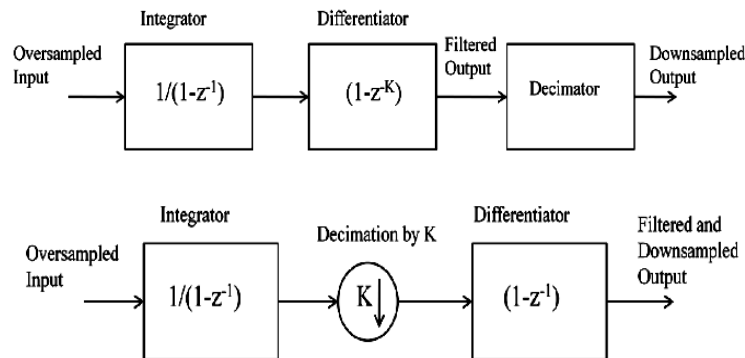 Integrator
Differentiator
Oversampled
Input
Filtered
Output
Downsampled
Output
1/(1-z⁻¹)
(1-z⁻ᴷ)
Decimator
Integrator
Differentiator
Filtered and
Downsampled
Output
Decimation by K
Oversampled
Input
1/(1-z⁻¹)
K
(1-z⁻¹)